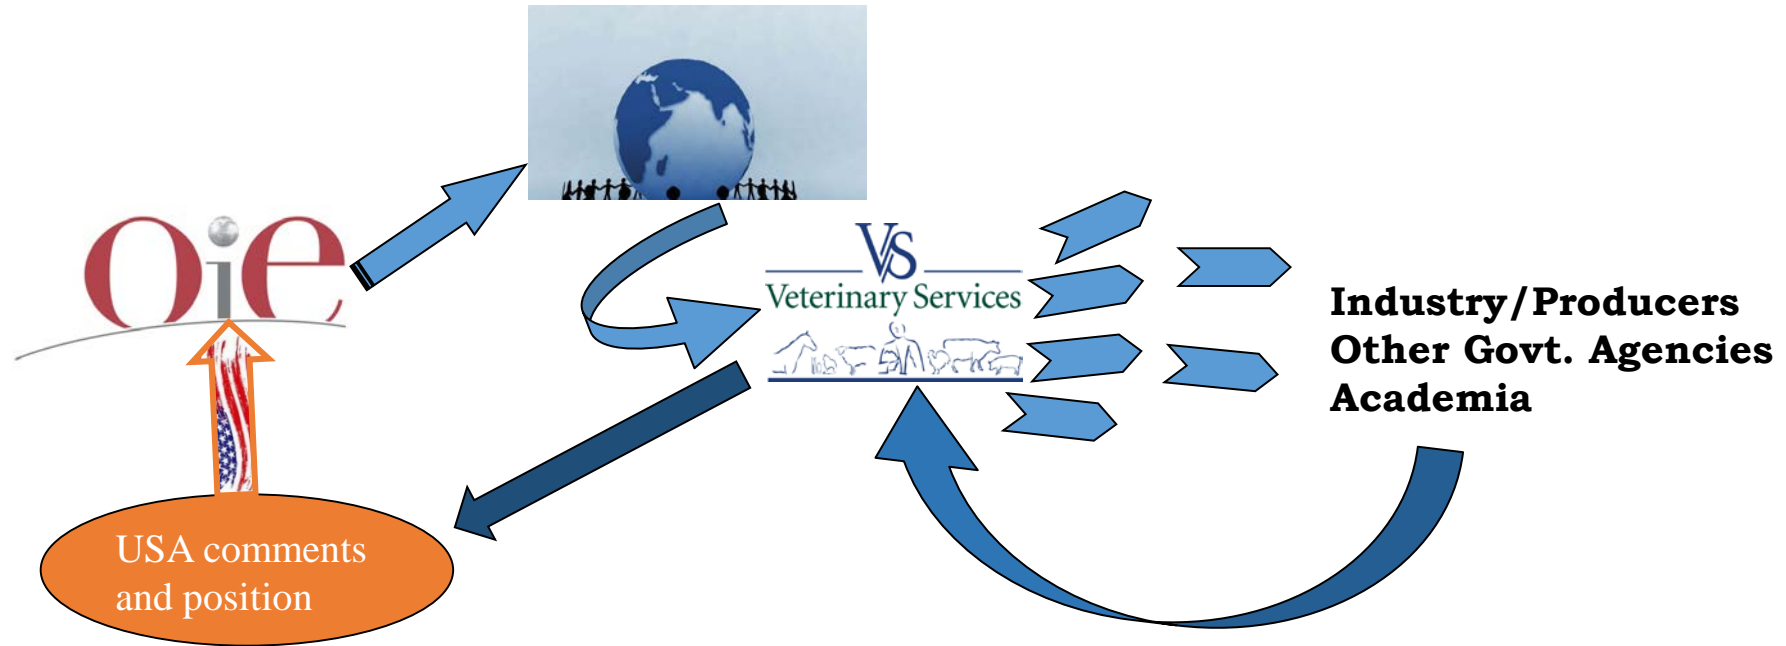 oie
VS
Veterinary Services
Industry/Producers
Other Govt. Agencies
Academia
USA comments
and position